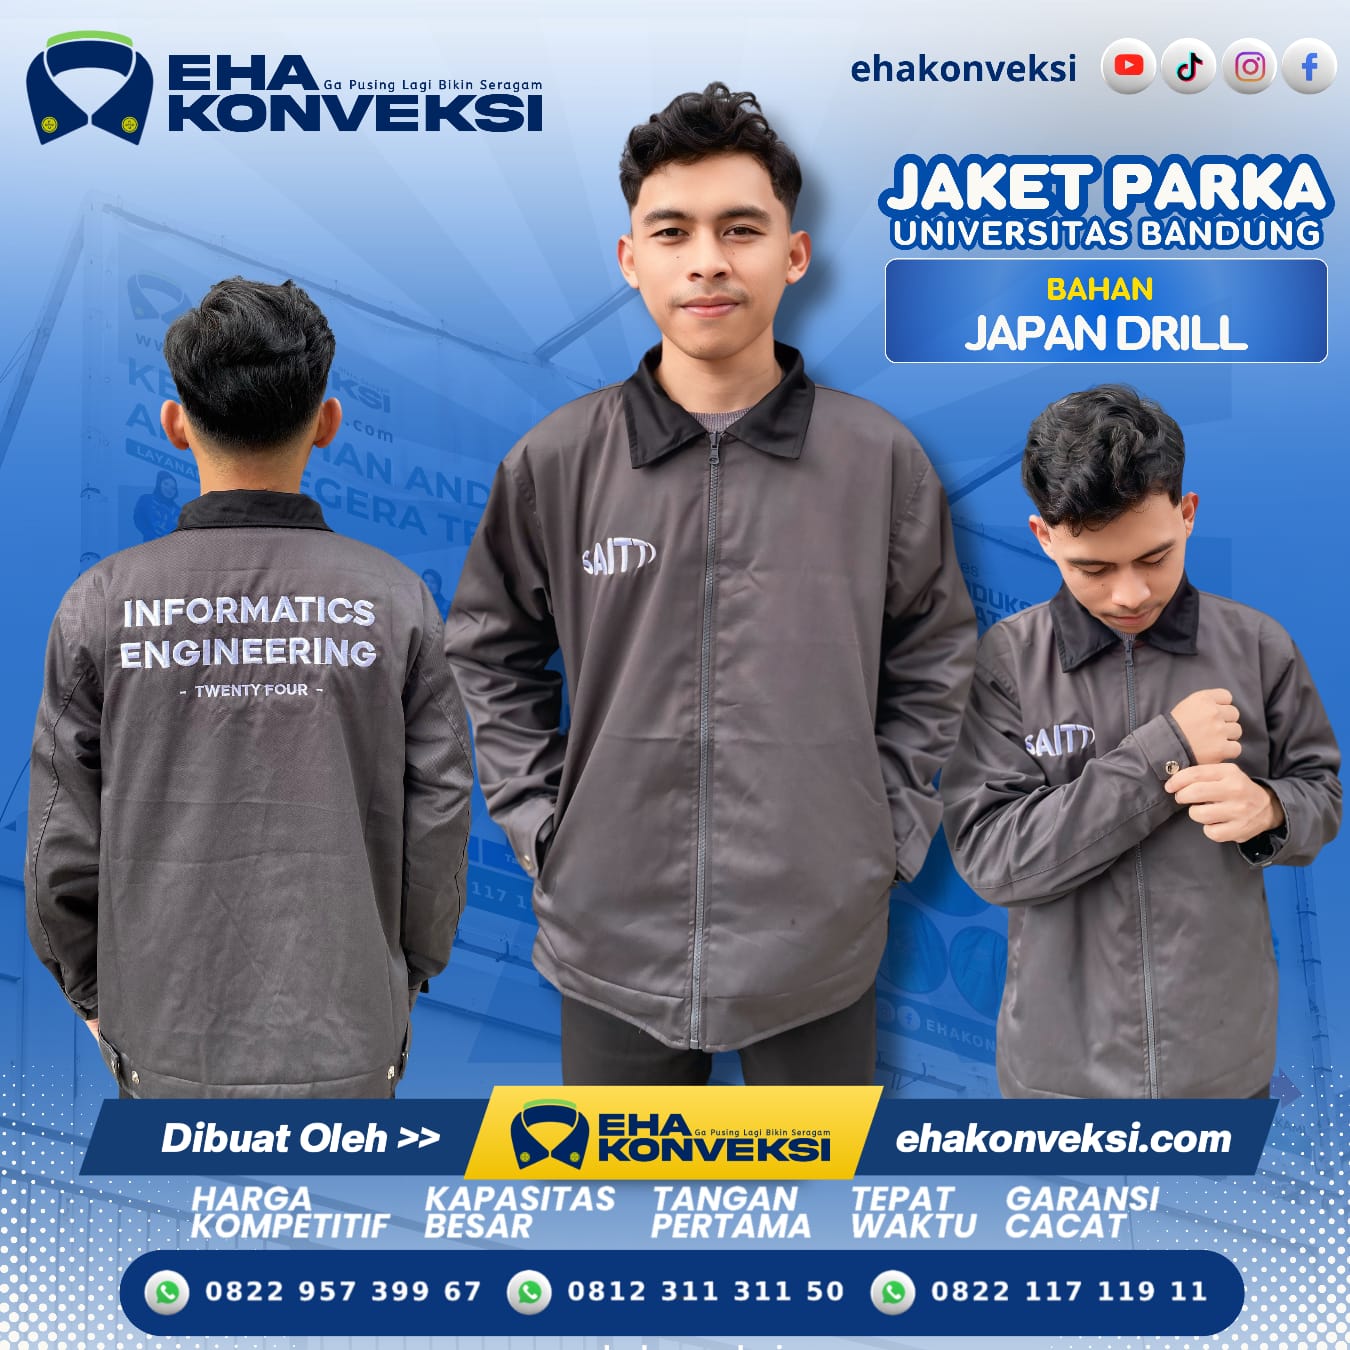 EHA
KONVEKSI
Ga Pusing Lagi Bikin Seragam
ehakonveksi
JAKET PARKA
UNIVERSITAS BANDUNG
BAHAN
JAPAN DRILL
INFORMATICS
ENGINEERING
- TWENTY FOUR -
SAITT
SAITT
Dibuat Oleh >>
EHA
KONVEKSI
Ga Pusing Lagi Bikin Seragam
ehakonveksi.com
HARGA KOMPETITIF
KAPASITAS BESAR
TANGAN PERTAMA
TEPAT WAKTU
GARANSI CACAT
0822 957 399 67
0812 311 311 50
0822 117 119 11